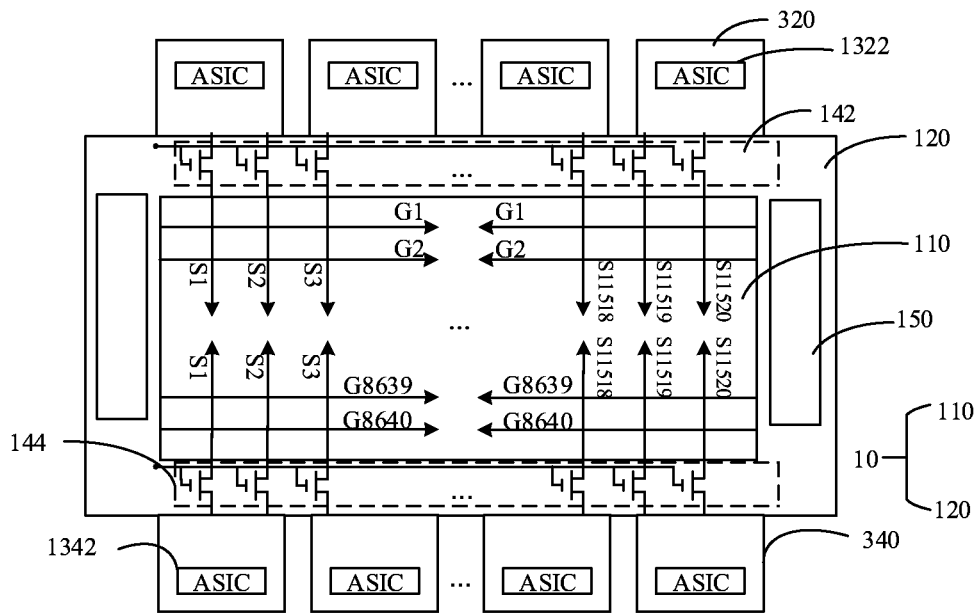 320
1322
ASIC ASIC ... ASIC ASIC
142
120
...
G1 G1
G2 G2
S1 S2 S3 S11518 S11519 S11520
110
...
150
S1 S2 S3 S11518 S11519 S11520
G8639 G8639
G8640 G8640
110
10
120
144
...
1342
340
ASIC ASIC ... ASIC ASIC